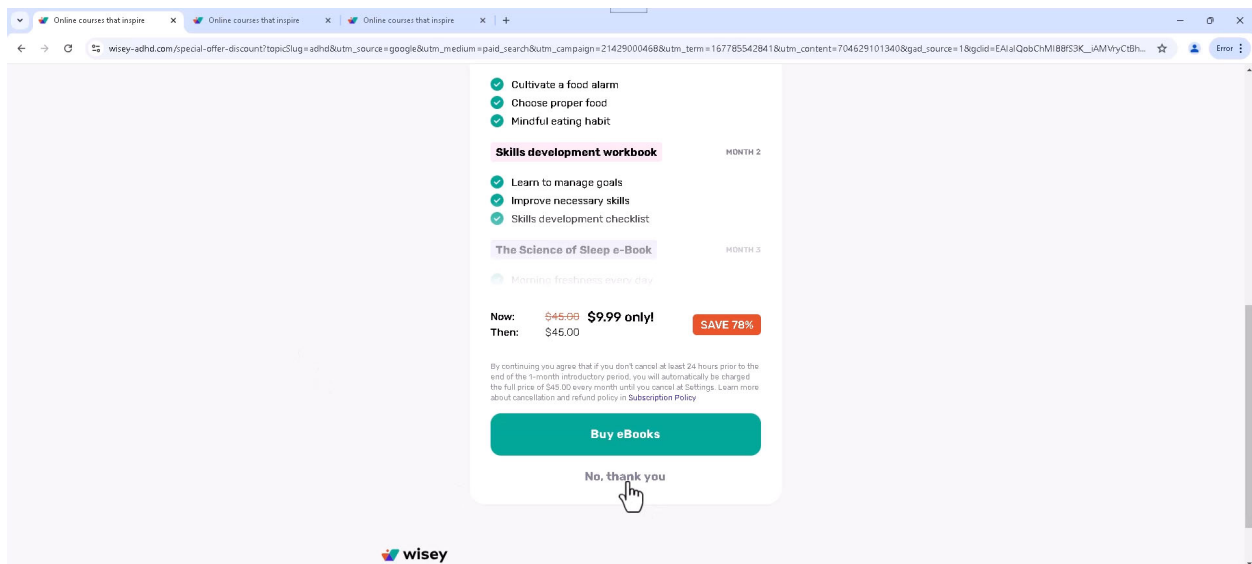 Online courses that inspire
Online courses that inspire
Online courses that inspire
wisey-adhd.com/special-offer-discount?topicSlug=adhd&utm_source=google&utm_medium=paid_search&utm_campaign=21429000468&utm_term=167785542841&utm_content=704629101340&gad_source=1&gclid=EAIaIQobChMI88fS3K__iAMVryCtBh...
Error
Cultivate a food alarm
Choose proper food
Mindful eating habit
Skills development workbook MONTH 2
Learn to manage goals
Improve necessary skills
Skills development checklist
The Science of Sleep e-Book MONTH 3
Morning freshness every day
Now: $45.00 $9.99 only!
Then: $45.00
SAVE 78%
By continuing you agree that if you don't cancel at least 24 hours prior to the
end of the 1-month introductory period, you will automatically be charged
the full price of $45.00 every month until you cancel at Settings. Learn more
about cancellation and refund policy in Subscription Policy
Buy eBooks
No, thank you
wisey